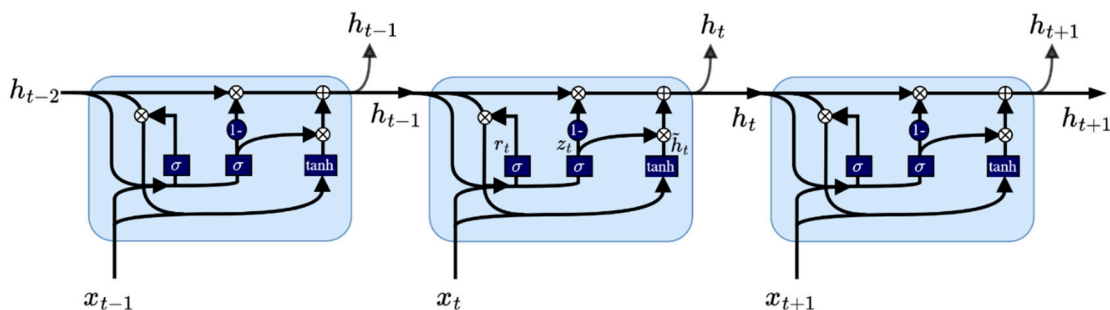 h_{t-1} h_t h_{t+1}
h_{t-2} h_{t-1} h_t h_{t+1}
1- 1- 1-
r_t z_t h̃_t
σ σ tanh σ σ tanh σ σ tanh
x_{t-1} x_t x_{t+1}